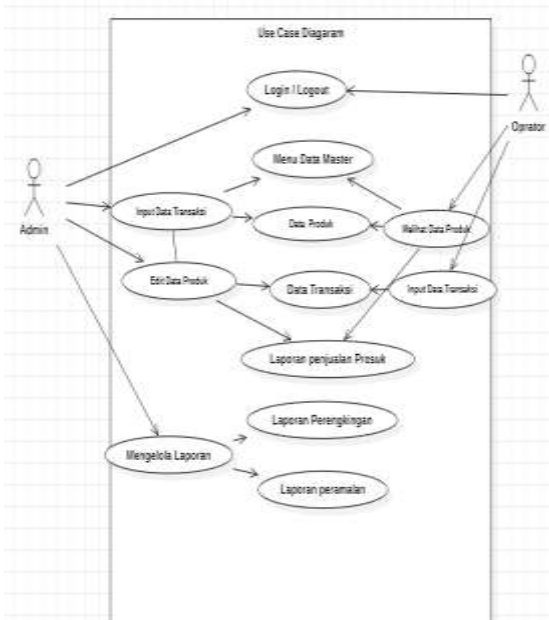 Use Case Diagaram
Login / Logout
Oprator
Menu Data Master
Admin
Input Data Transaksi
Data Produk
Melihat Data Produk
Edit Data Produk
Data Transaksi
Input Data Transaksi
Laporan penjualan Prosuk
Laporan Perengkingan
Mengelola Laporan
Laporan peramalan